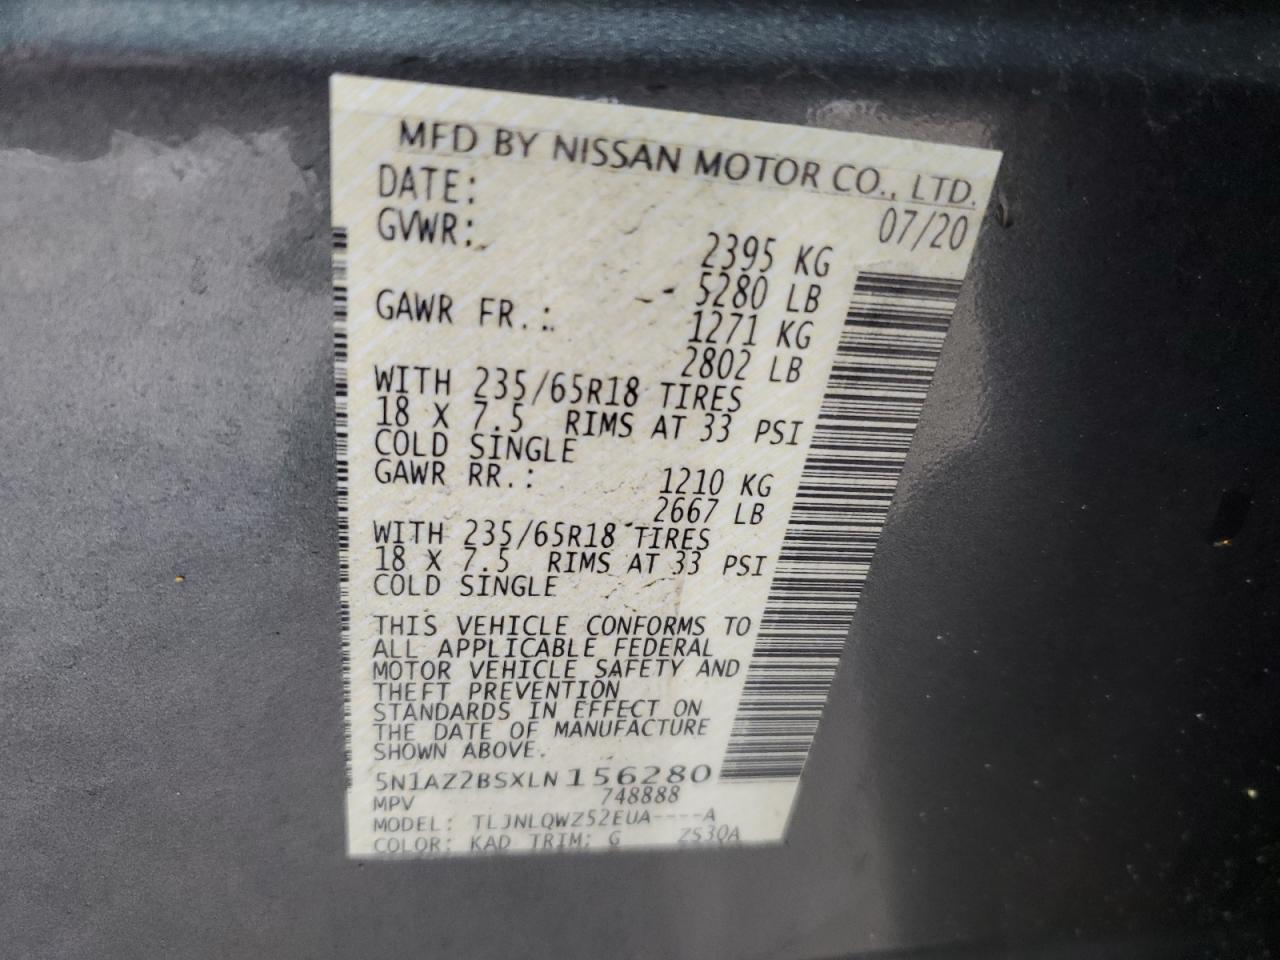 MFD BY NISSAN MOTOR CO., LTD.
DATE: 07/20
GVWR: 2395 KG
5280 LB
GAWR FR.: 1271 KG
2802 LB
WITH 235/65R18 TIRES
18 X 7.5 RIMS AT 33 PSI
COLD SINGLE
GAWR RR.: 1210 KG
2667 LB
WITH 235/65R18 TIRES
18 X 7.5 RIMS AT 33 PSI
COLD SINGLE
THIS VEHICLE CONFORMS TO
ALL APPLICABLE FEDERAL
MOTOR VEHICLE SAFETY AND
THEFT PREVENTION
STANDARDS IN EFFECT ON
THE DATE OF MANUFACTURE
SHOWN ABOVE.
5N1AZ2BSXLN156280
MPV 748888
MODEL: TLJNLQWZ52EUA----A
COLOR: KAD TRIM: G ZS3QA